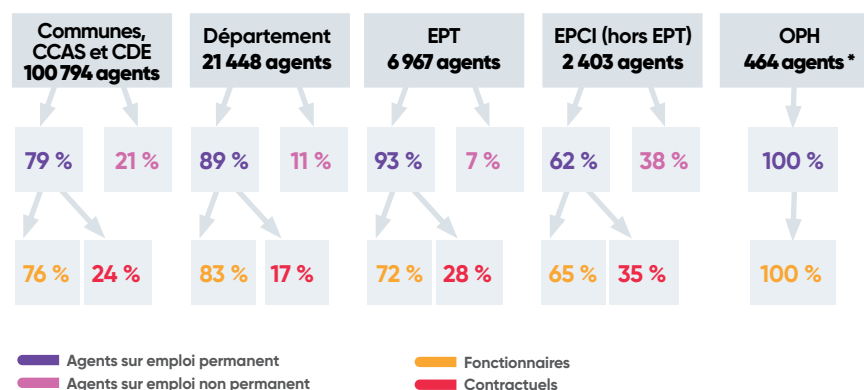 Communes,
CCAS et CDE
100 794 agents
Département
21 448 agents
EPT
6 967 agents
EPCI (hors EPT)
2 403 agents
OPH
464 agents *
79 % 21 % 89 % 11 % 93 % 7 % 62 % 38 % 100 %
76 % 24 % 83 % 17 % 72 % 28 % 65 % 35 % 100 %
Agents sur emploi permanent
Agents sur emploi non permanent
Fonctionnaires
Contractuels